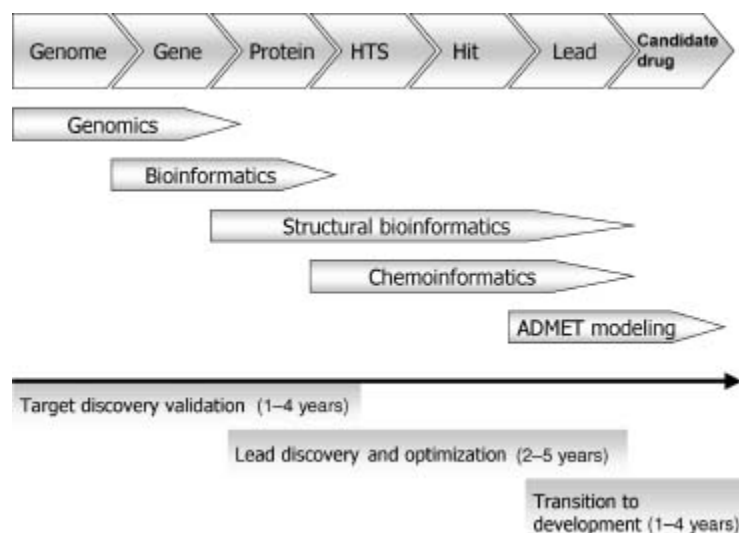 Genome Gene Protein HTS Hit Lead Candidate drug
Genomics
Bioinformatics
Structural bioinformatics
Chemoinformatics
ADMET modeling
Target discovery validation (1–4 years)
Lead discovery and optimization (2–5 years)
Transition to
development (1–4 years)